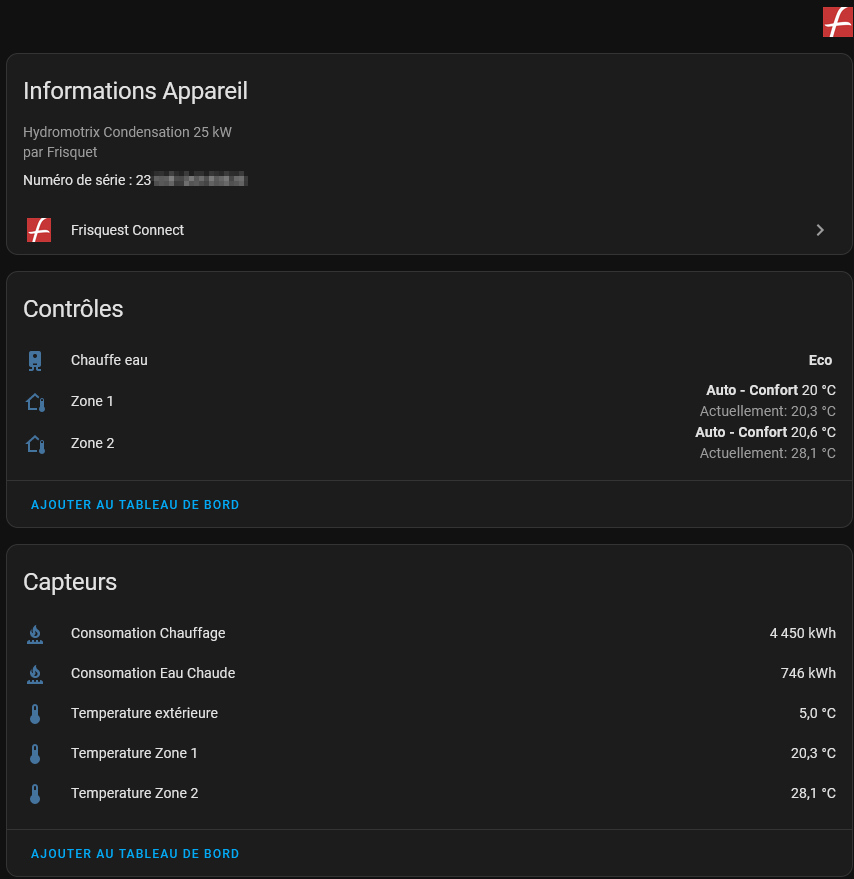 Informations Appareil
Hydromotrix Condensation 25 kW
par Frisquet
Numéro de série : 23
Frisquest Connect
Contrôles
Chauffe eau
Eco
Zone 1
Auto - Confort 20 °C
Actuellement: 20,3 °C
Zone 2
Auto - Confort 20,6 °C
Actuellement: 28,1 °C
AJOUTER AU TABLEAU DE BORD
Capteurs
Consomation Chauffage
4 450 kWh
Consomation Eau Chaude
746 kWh
Temperature extérieure
5,0 °C
Temperature Zone 1
20,3 °C
Temperature Zone 2
28,1 °C
AJOUTER AU TABLEAU DE BORD